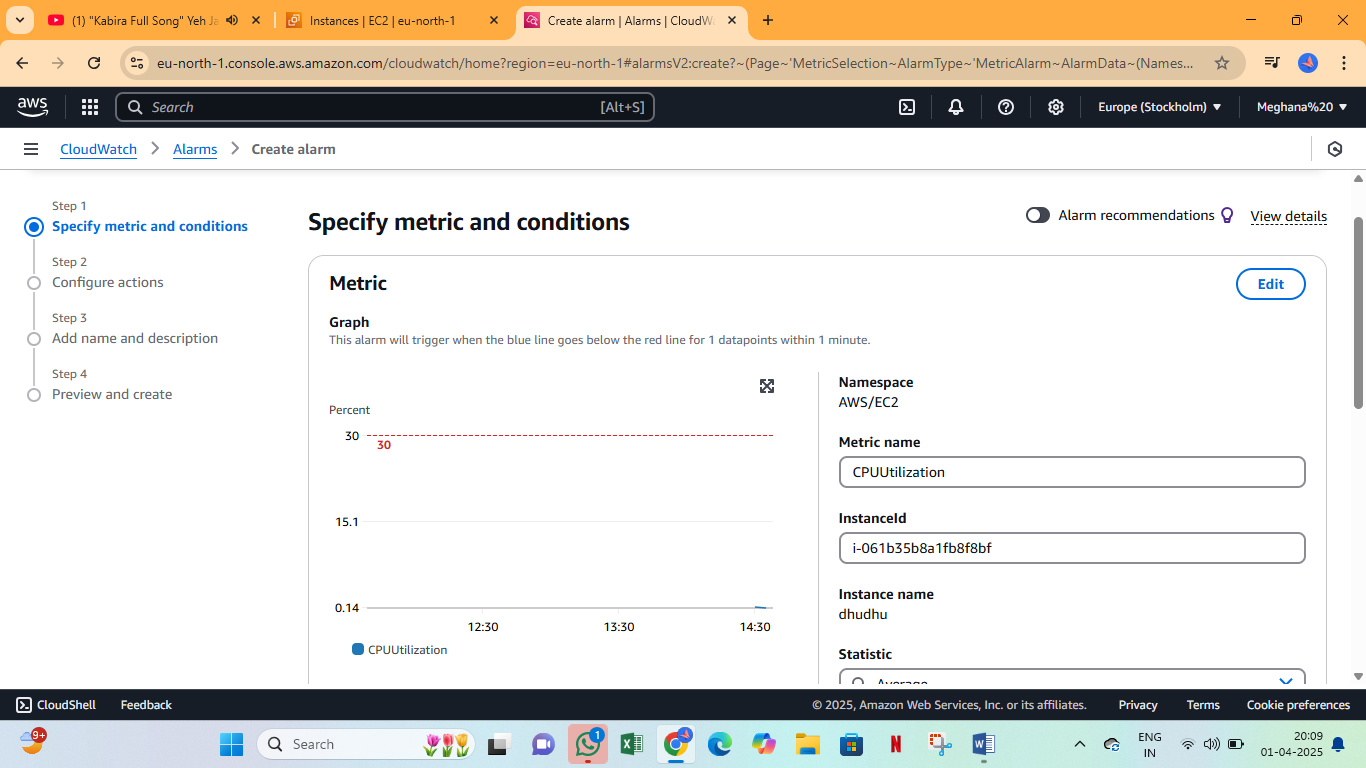 (1) "Kabira Full Song" Yeh Ja
Instances | EC2 | eu-north-1
Create alarm | Alarms | CloudWa
eu-north-1.console.aws.amazon.com/cloudwatch/home?region=eu-north-1#alarmsV2:create?~(Page~'MetricSelection~AlarmType~'MetricAlarm~AlarmData~(Names...
aws
Search
[Alt+S]
Europe (Stockholm)
Meghana%20
CloudWatch
Alarms
Create alarm
Step 1
Specify metric and conditions
Step 2
Configure actions
Step 3
Add name and description
Step 4
Preview and create
Specify metric and conditions
Alarm recommendations
View details
Metric
Edit
Graph
This alarm will trigger when the blue line goes below the red line for 1 datapoints within 1 minute.
Percent
30
30
15.1
0.14
12:30
13:30
14:30
CPUUtilization
Namespace
AWS/EC2
Metric name
CPUUtilization
InstanceId
i-061b35b8a1fb8f8bf
Instance name
dhudhu
Statistic
Average
CloudShell
Feedback
© 2025, Amazon Web Services, Inc. or its affiliates.
Privacy
Terms
Cookie preferences
9+
Search
1
ENG
IN
20:09
01-04-2025